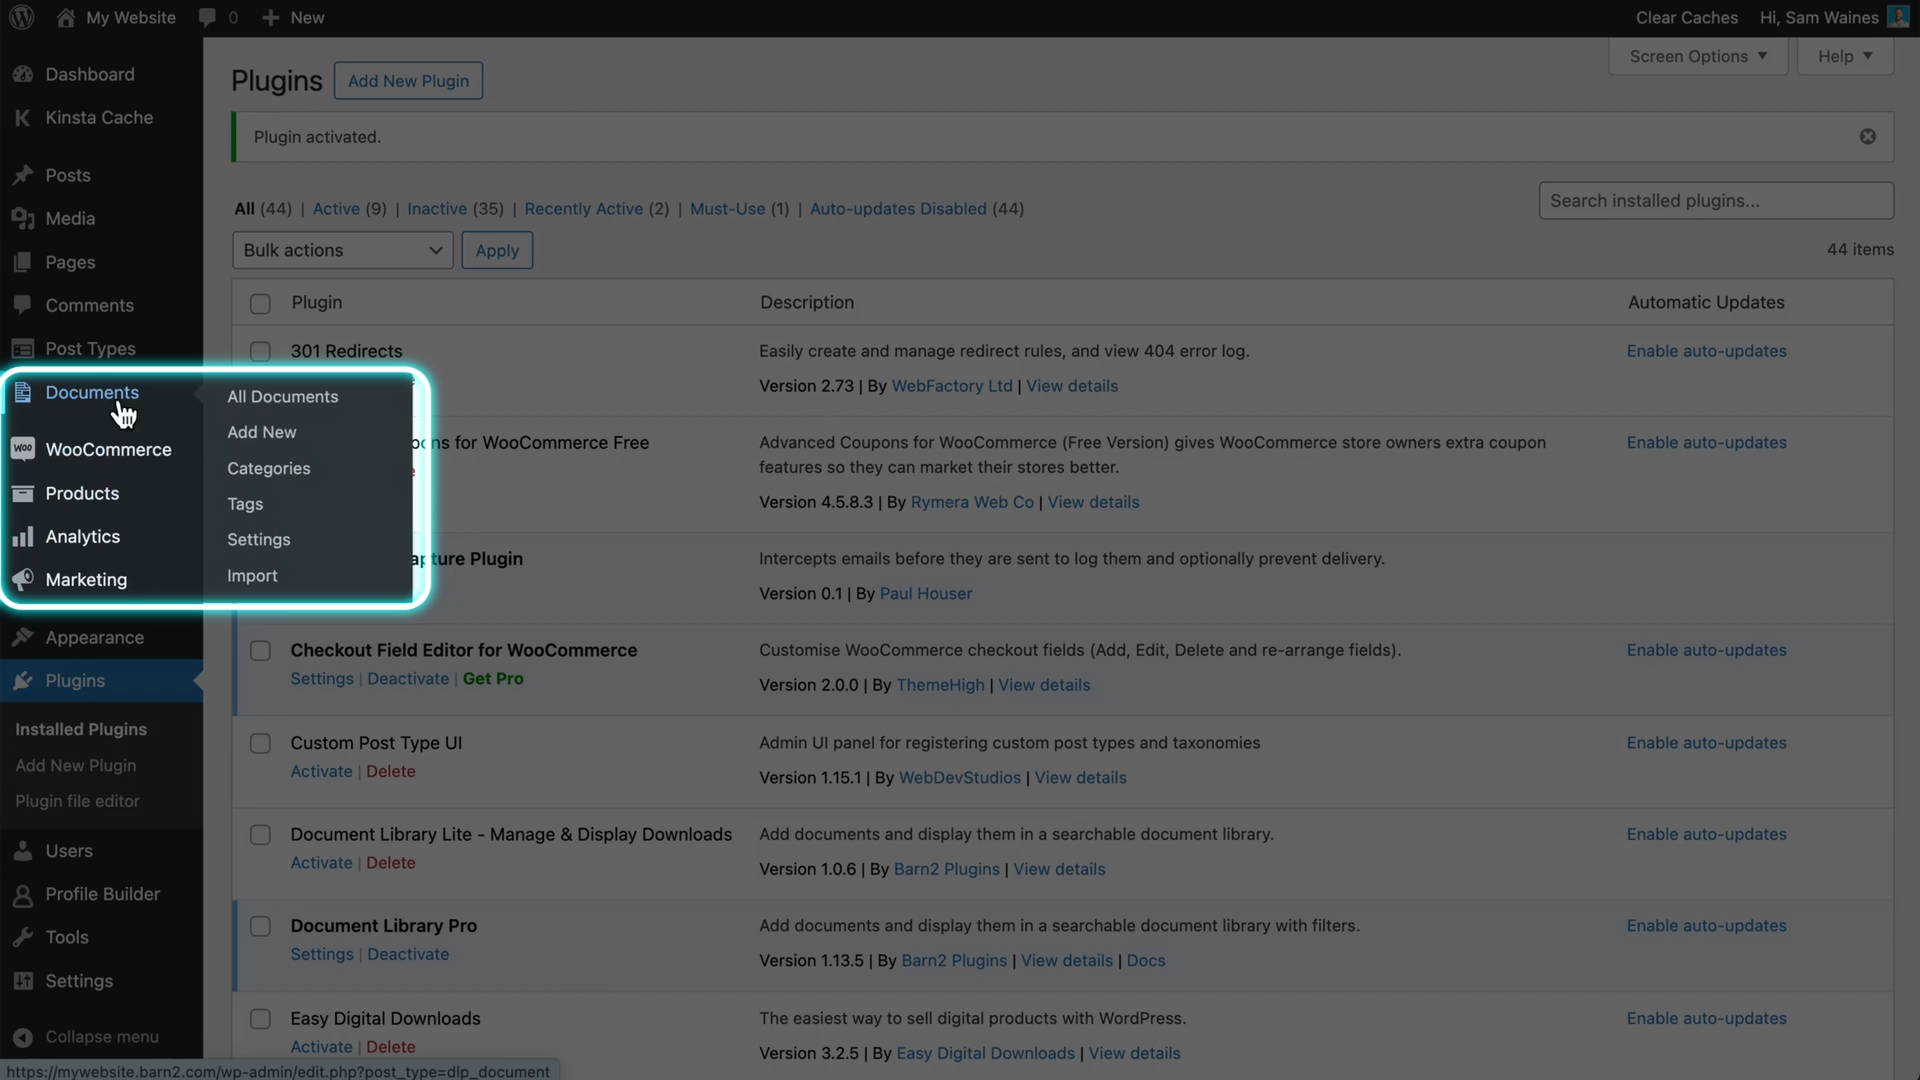 My Website 0 New Clear Caches Hi, Sam Waines
Dashboard
Kinsta Cache
Posts
Media
Pages
Comments
Post Types
Documents
WooCommerce
Products
Analytics
Marketing
Appearance
Plugins
Installed Plugins
Add New Plugin
Plugin file editor
Users
Profile Builder
Tools
Settings
Collapse menu
All Documents
Add New
Categories
Tags
Settings
Import
Screen Options Help
Plugins Add New Plugin
Plugin activated.
All (44) | Active (9) | Inactive (35) | Recently Active (2) | Must-Use (1) | Auto-updates Disabled (44)
Search installed plugins...
Bulk actions Apply 44 items
Plugin Description Automatic Updates
301 Redirects Easily create and manage redirect rules, and view 404 error log. Enable auto-updates
Version 2.73 | By WebFactory Ltd | View details
for WooCommerce Free Advanced Coupons for WooCommerce (Free Version) gives WooCommerce store owners extra coupon Enable auto-updates
features so they can market their stores better.
Version 4.5.8.3 | By Rymera Web Co | View details
Plugin Intercepts emails before they are sent to log them and optionally prevent delivery.
Version 0.1 | By Paul Houser
Checkout Field Editor for WooCommerce Customise WooCommerce checkout fields (Add, Edit, Delete and re-arrange fields). Enable auto-updates
Settings | Deactivate | Get Pro Version 2.0.0 | By ThemeHigh | View details
Custom Post Type UI Admin UI panel for registering custom post types and taxonomies Enable auto-updates
Activate | Delete Version 1.15.1 | By WebDevStudios | View details
Document Library Lite - Manage & Display Downloads Add documents and display them in a searchable document library. Enable auto-updates
Activate | Delete Version 1.0.6 | By Barn2 Plugins | View details
Document Library Pro Add documents and display them in a searchable document library with filters. Enable auto-updates
Settings | Deactivate Version 1.13.5 | By Barn2 Plugins | View details | Docs
Easy Digital Downloads The easiest way to sell digital products with WordPress. Enable auto-updates
Activate | Delete Version 3.2.5 | By Easy Digital Downloads | View details
https://mywebsite.barn2.com/wp-admin/edit.php?post_type=dlp_document